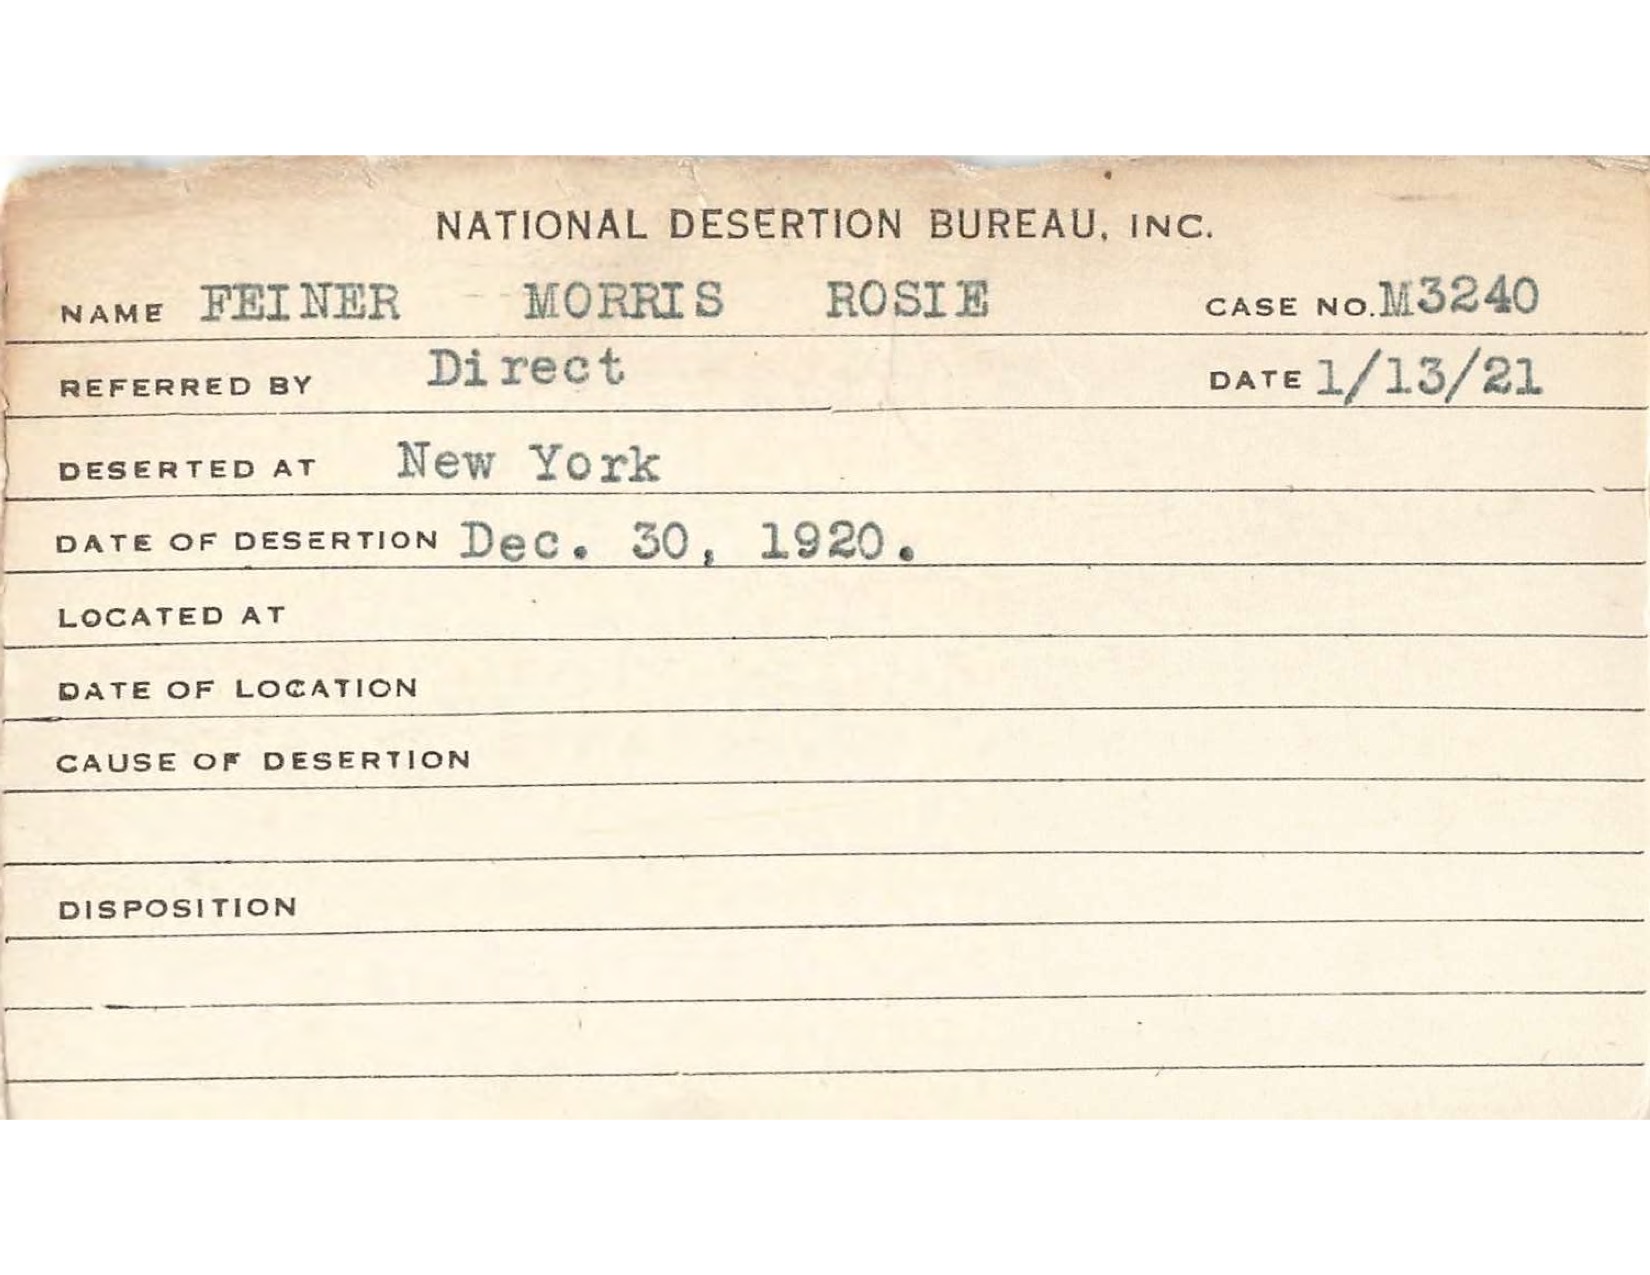 NATIONAL DESERTION BUREAU, INC.
NAME FEINER MORRIS ROSIE CASE NO. M3240
REFERRED BY Direct DATE 1/13/21
DESERTED AT New York
DATE OF DESERTION Dec. 30, 1920.
LOCATED AT
DATE OF LOCATION
CAUSE OF DESERTION
DISPOSITION